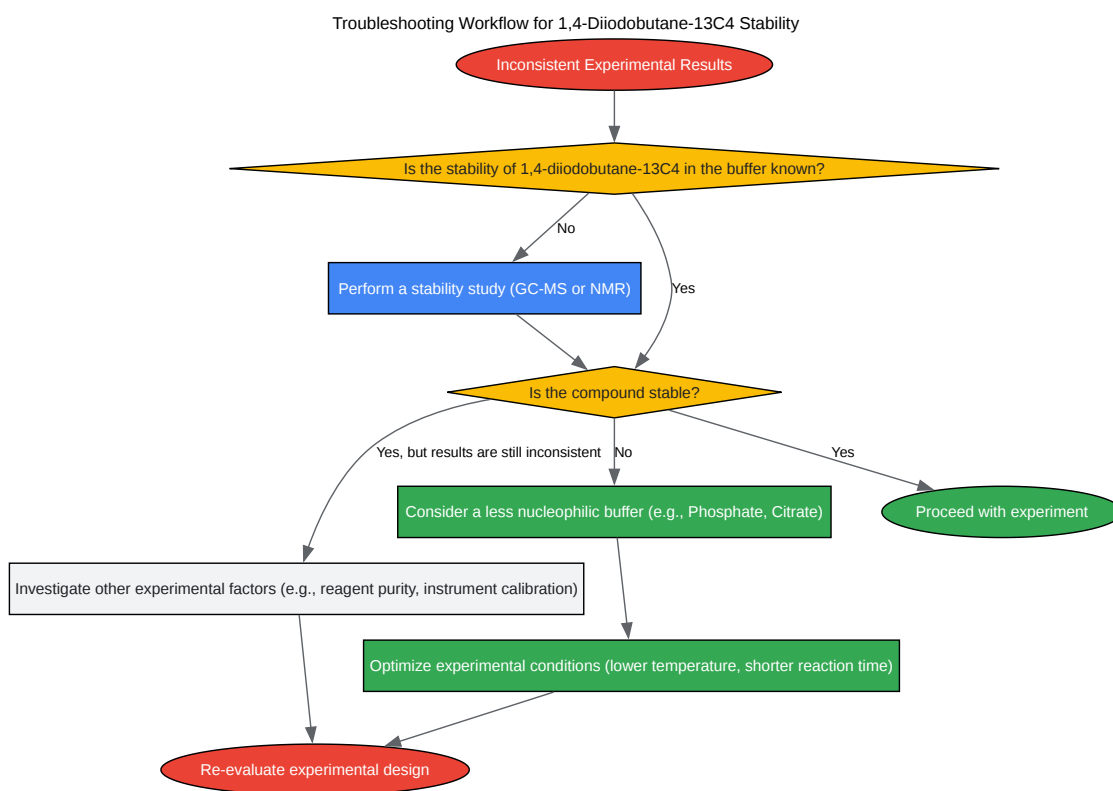 Troubleshooting Workflow for 1,4-Diiodobutane-13C4 Stability
Inconsistent Experimental Results
Is the stability of 1,4-diiodobutane-13C4 in the buffer known?
No
Perform a stability study (GC-MS or NMR)
Yes
Is the compound stable?
Yes, but results are still inconsistent
No
Yes
Consider a less nucleophilic buffer (e.g., Phosphate, Citrate)
Proceed with experiment
Investigate other experimental factors (e.g., reagent purity, instrument calibration)
Optimize experimental conditions (lower temperature, shorter reaction time)
Re-evaluate experimental design